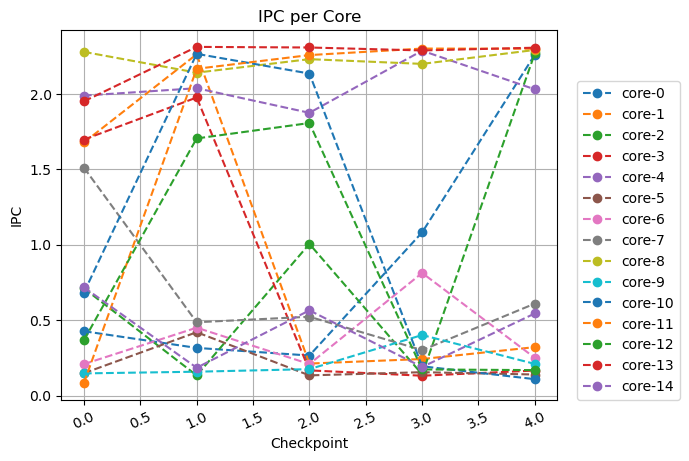 IPC per Core
IPC
2.0
1.5
1.0
0.5
0.0
0.0
0.5
1.0
1.5
2.0
2.5
3.0
3.5
4.0
Checkpoint
core-0
core-1
core-2
core-3
core-4
core-5
core-6
core-7
core-8
core-9
core-10
core-11
core-12
core-13
core-14